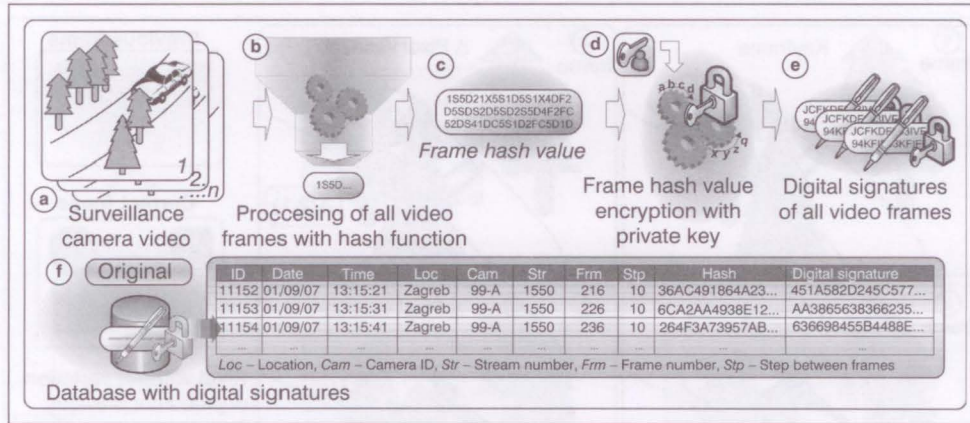 a
1
2
...n
Surveillance
camera video
b
1S5D...
Proccesing of all video
frames with hash function
c
1S5D21X5S1D5S1X4DF2
D5SDS2D5SD2S5D4F2FC
52DS41DC5S1D2FC5D1D
Frame hash value
d
a b c d
x y z q
Frame hash value
encryption with
private key
e
JCFKDF
94KF
JCFKDF
94KF
Digital signatures
of all video frames
f Original
ID Date Time Loc Cam Str Frm Stp Hash Digital signature
11152 01/09/07 13:15:21 Zagreb 99-A 1550 216 10 36AC491864A23... 451A582D245C577...
11153 01/09/07 13:15:31 Zagreb 99-A 1550 226 10 6CA2AA4938E12... AA3865638366235...
11154 01/09/07 13:15:41 Zagreb 99-A 1550 236 10 264F3A73957AB... 636698455B4488E...
... ... ... ... ... ... ... ... ... ...
Loc – Location, Cam – Camera ID, Str – Stream number, Frm – Frame number, Stp – Step between frames
Database with digital signatures